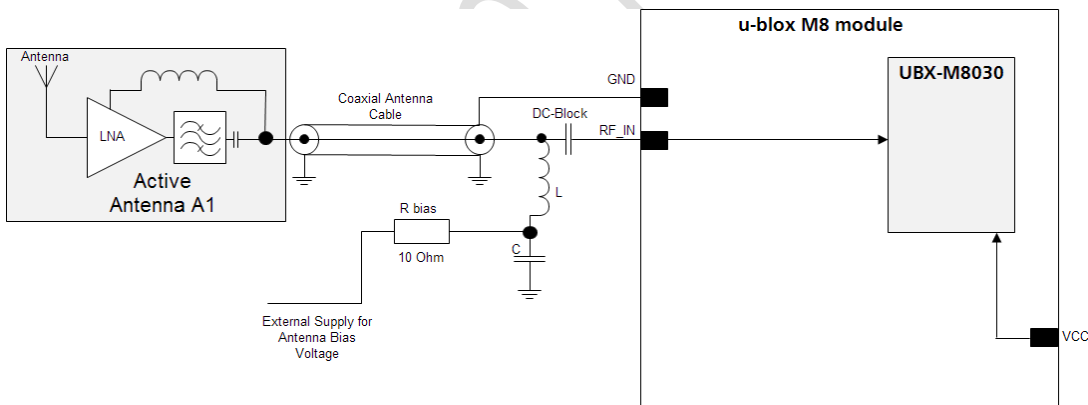 u-blox M8 module
Antenna
LNA
Active
Antenna A1
Coaxial Antenna
Cable
GND
DC-Block
RF_IN
UBX-M8030
L
R bias
10 Ohm
C
External Supply for
Antenna Bias
Voltage
VCC